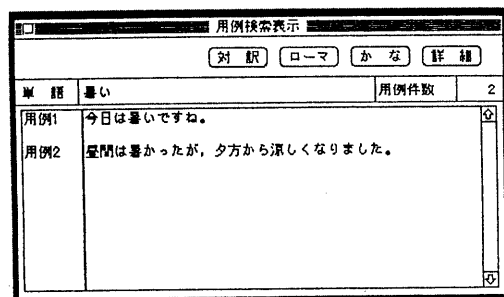 用例検索表示
対訳 ローマ かな 詳細
単語 暑い 用例件数 2
用例1 今日は暑いですね。
用例2 昼間は暑かったが，夕方から涼しくなりました。